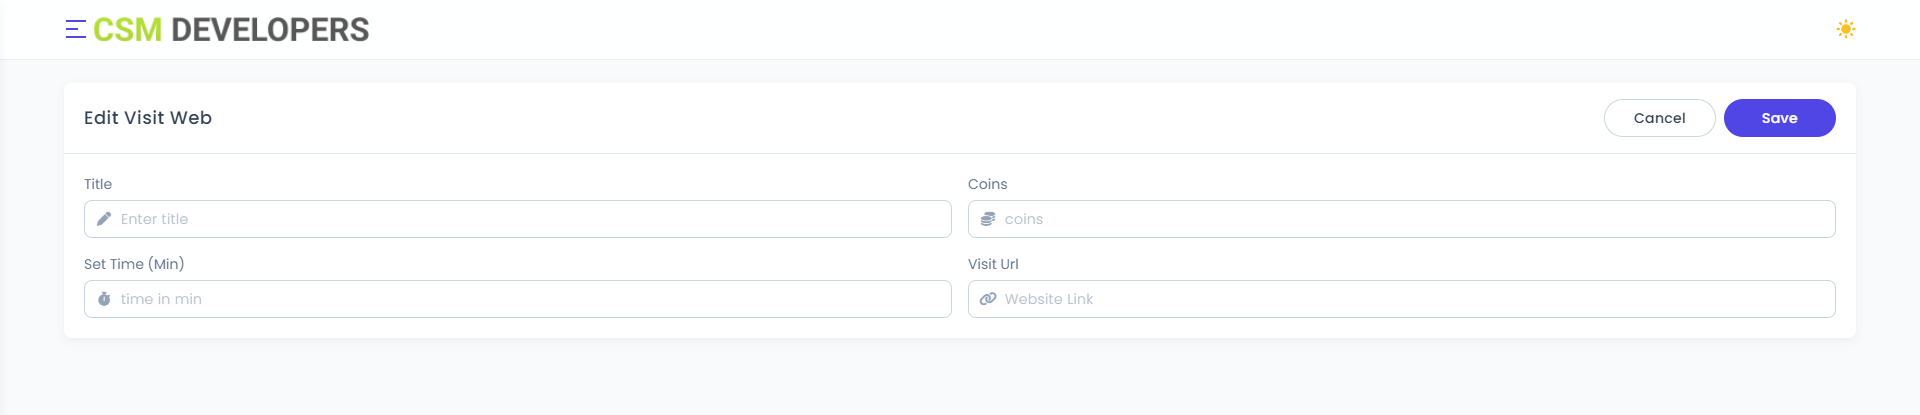 CSM DEVELOPERS
Edit Visit Web
Cancel
Save
Title
Coins
Enter title
coins
Set Time (Min)
Visit Url
time in min
Website Link